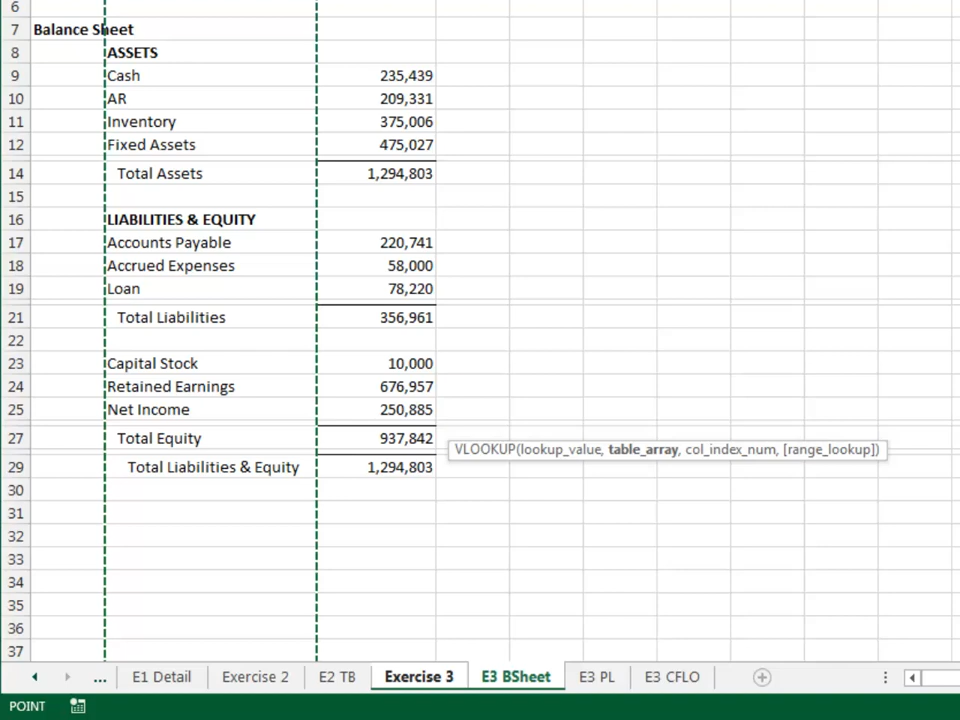 6
7 Balance Sheet
8 ASSETS
9 Cash 235,439
10 AR 209,331
11 Inventory 375,006
12 Fixed Assets 475,027
14 Total Assets 1,294,803
15
16 LIABILITIES & EQUITY
17 Accounts Payable 220,741
18 Accrued Expenses 58,000
19 Loan 78,220
21 Total Liabilities 356,961
22
23 Capital Stock 10,000
24 Retained Earnings 676,957
25 Net Income 250,885
27 Total Equity 937,842
VLOOKUP(lookup_value, table_array, col_index_num, [range_lookup])
29 Total Liabilities & Equity 1,294,803
30
31
32
33
34
35
36
37
... E1 Detail Exercise 2 E2 TB Exercise 3 E3 BSheet E3 PL E3 CFLO
POINT